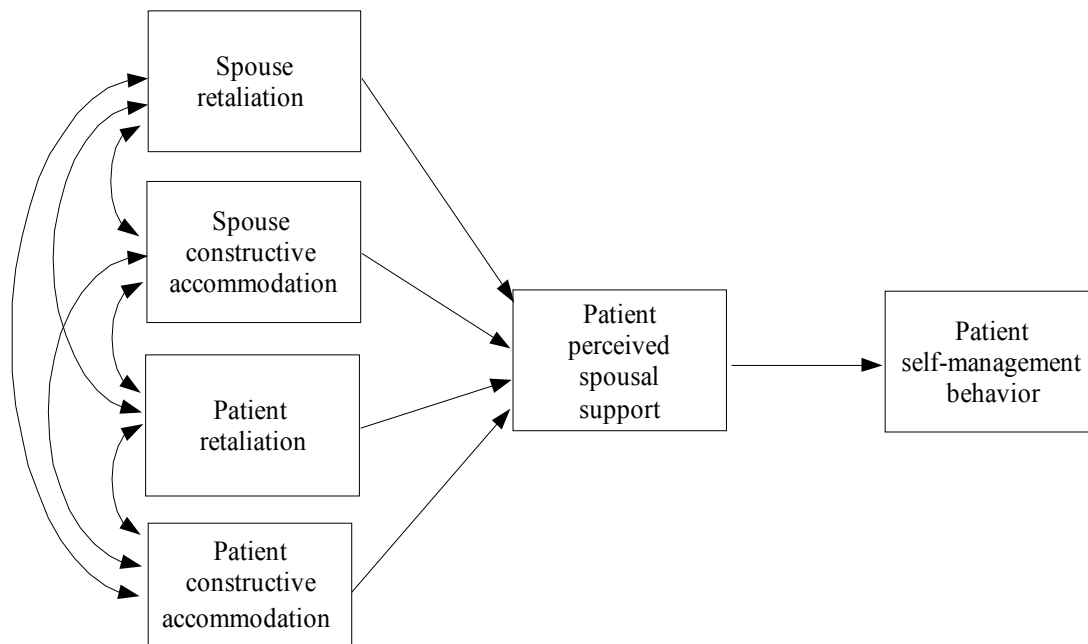 Spouse
retaliation
Spouse
constructive
accommodation
Patient
retaliation
Patient
constructive
accommodation
Patient
perceived
spousal
support
Patient
self-management
behavior